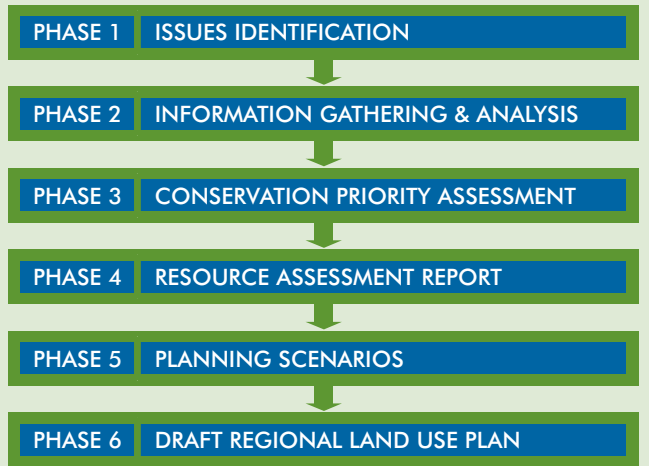 PHASE 1 ISSUES IDENTIFICATION
PHASE 2 INFORMATION GATHERING & ANALYSIS
PHASE 3 CONSERVATION PRIORITY ASSESSMENT
PHASE 4 RESOURCE ASSESSMENT REPORT
PHASE 5 PLANNING SCENARIOS
PHASE 6 DRAFT REGIONAL LAND USE PLAN